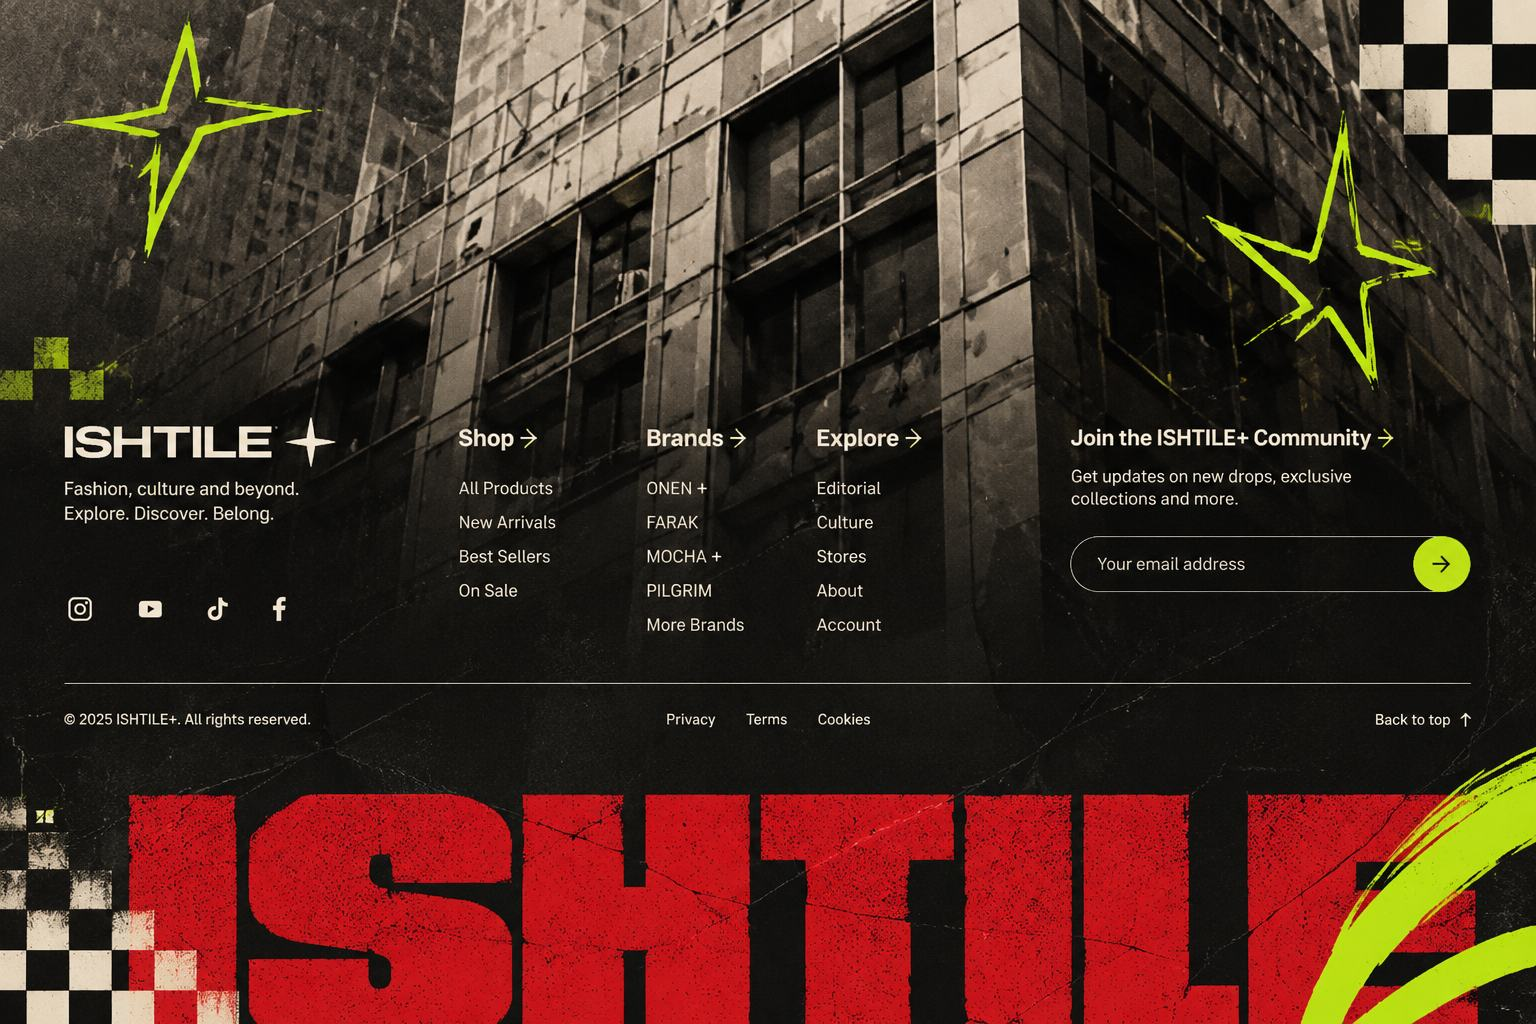 ISHTILE
Fashion, culture and beyond.
Explore. Discover. Belong.
Shop →
All Products
New Arrivals
Best Sellers
On Sale
Brands →
ONEN +
FARAK
MOCHA +
PILGRIM
More Brands
Explore →
Editorial
Culture
Stores
About
Account
Join the ISHTILE+ Community →
Get updates on new drops, exclusive
collections and more.
Your email address
© 2025 ISHTILE+. All rights reserved.
Privacy
Terms
Cookies
Back to top ↑
ISHTILE